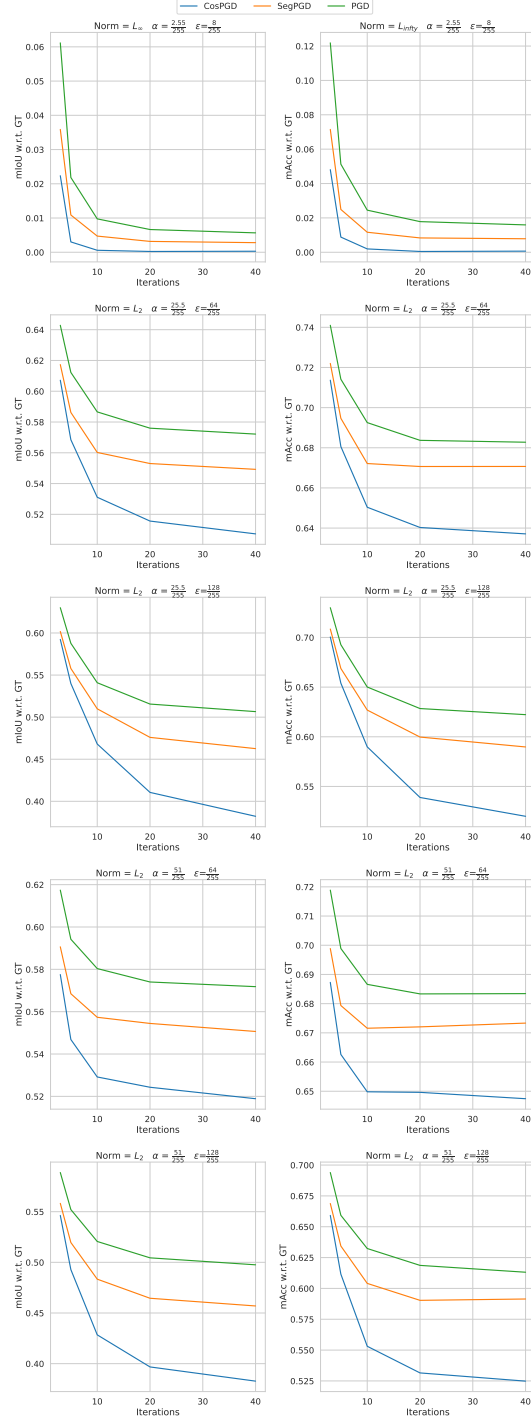 CosPGD SegPGD PGD
Norm = L∞ α = 2.55/255 ε=8/255
mIoU w.r.t. GT
0.06
0.05
0.04
0.03
0.02
0.01
0.00
10 20 30 40
Iterations
Norm = Linfty α = 2.55/255 ε=8/255
mAcc w.r.t. GT
0.12
0.10
0.08
0.06
0.04
0.02
0.00
10 20 30 40
Iterations
Norm = L2 α = 25.5/255 ε=64/255
mIoU w.r.t. GT
0.64
0.62
0.60
0.58
0.56
0.54
0.52
10 20 30 40
Iterations
Norm = L2 α = 25.5/255 ε=64/255
mAcc w.r.t. GT
0.74
0.72
0.70
0.68
0.66
0.64
10 20 30 40
Iterations
Norm = L2 α = 25.5/255 ε=128/255
mIoU w.r.t. GT
0.60
0.55
0.50
0.45
0.40
10 20 30 40
Iterations
Norm = L2 α = 25.5/255 ε=128/255
mAcc w.r.t. GT
0.70
0.65
0.60
0.55
10 20 30 40
Iterations
Norm = L2 α = 51/255 ε=64/255
mIoU w.r.t. GT
0.62
0.60
0.58
0.56
0.54
0.52
10 20 30 40
Iterations
Norm = L2 α = 51/255 ε=64/255
mAcc w.r.t. GT
0.72
0.71
0.70
0.69
0.68
0.67
0.66
0.65
10 20 30 40
Iterations
Norm = L2 α = 51/255 ε=128/255
mIoU w.r.t. GT
0.55
0.50
0.45
0.40
10 20 30 40
Iterations
Norm = L2 α = 51/255 ε=128/255
mAcc w.r.t. GT
0.700
0.675
0.650
0.625
0.600
0.575
0.550
0.525
10 20 30 40
Iterations